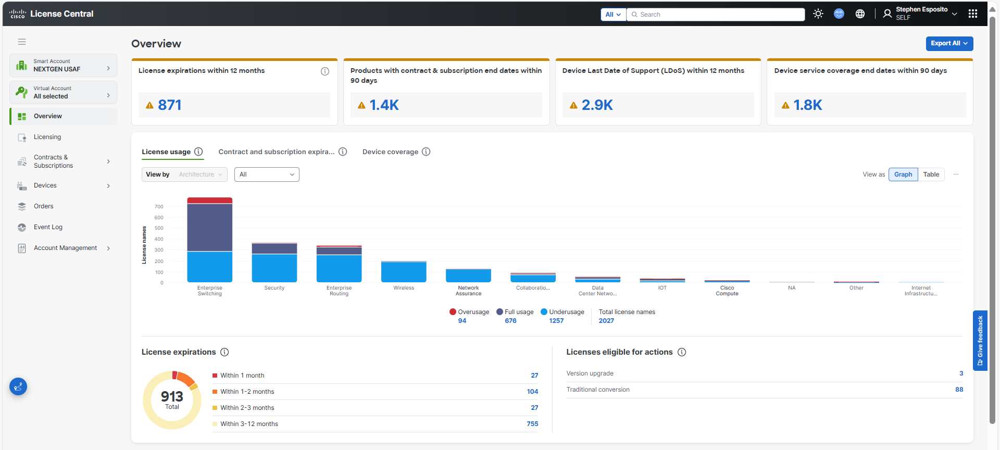 CISCO
License Central
All
Search
Stephen Esposito
SELF
Smart Account
NEXTGEN USAF
Virtual Account
All selected
Overview
Licensing
Contracts &
Subscriptions
Devices
Orders
Event Log
Account Management
Overview
Export All
License expirations within 12 months
871
Products with contract & subscription end dates within
90 days
1.4K
Device Last Date of Support (LDoS) within 12 months
2.9K
Device service coverage end dates within 90 days
1.8K
License usage
Contract and subscription expira...
Device coverage
View by Architecture
All
View as
Graph
Table
...
License names
700
600
500
400
300
200
100
0
Enterprise
Switching
Security
Enterprise
Routing
Wireless
Network
Assurance
Collaboratio...
Data
Center Netwo...
IOT
Cisco
Compute
NA
Other
Internet
Infrastructu...
Overusage
94
Full usage
676
Underusage
1257
Total license names
2027
License expirations
913
Total
Within 1 month 27
Within 1-2 months 104
Within 2-3 months 27
Within 3-12 months 755
Licenses eligible for actions
Version upgrade 3
Traditional conversion 88
Give feedback